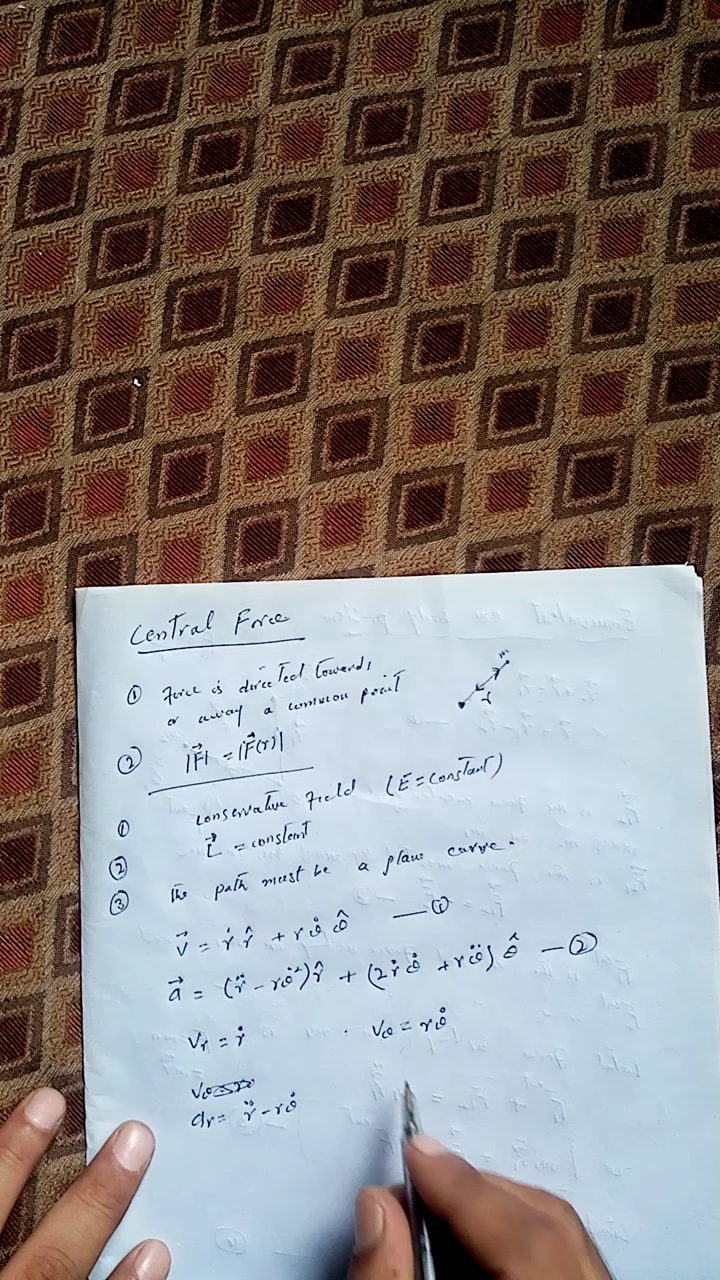 Central Force
① Force is directed towards
or away a common point
m
r
② |F⃗| = |F⃗(r)|
① conservative field (E = constant)
② L⃗ = constant
③ The path must be a plane curve.
v⃗ = ṙ r̂ + r θ̇ θ̂ — ①
a⃗ = (r̈ - rθ̇²) r̂ + (2ṙθ̇ + rθ̈) θ̂ — ②
Vr = ṙ . Vθ = rθ̇
ar = r̈ - rθ̇